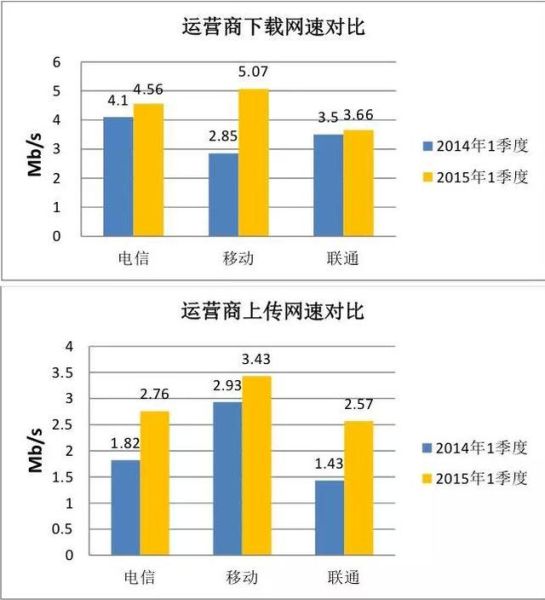 运营商下载网速对比
6
5
4
3
2
1
0
Mb/s
4.1
4.56
2.85
5.07
3.5
3.66
电信
移动
联通
2014年1季度
2015年1季度
运营商上传网速对比
4
3.5
3
2.5
2
1.5
1
0.5
0
Mb/s
1.82
2.76
2.93
3.43
1.43
2.57
电信
移动
联通
2014年1季度
2015年1季度